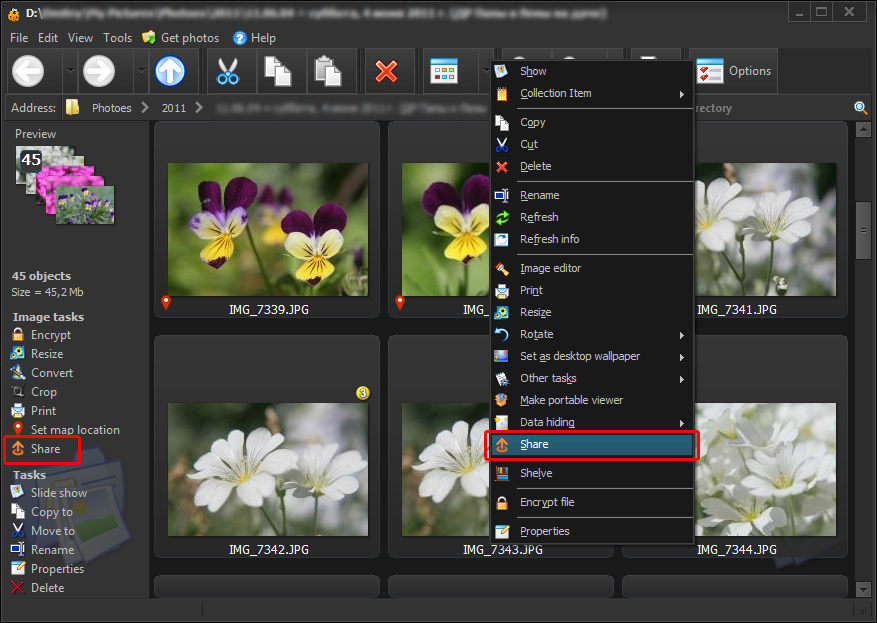 D:\
File Edit View Tools Get photos Help
Options
Address: Photoes 2011 rectory
Preview
45
45 objects
Size = 45,2 Mb
Image tasks
Encrypt
Resize
Convert
Crop
Print
Set map location
Share
Tasks
Slide show
Copy to
Move to
Rename
Properties
Delete
IMG_7339.JPG
IMG_
IMG_7341.JPG
3
IMG_7342.JPG
IMG_7343.JPG
IMG_7344.JPG
Show
Collection Item
Copy
Cut
Delete
Rename
Refresh
Refresh info
Image editor
Print
Resize
Rotate
Set as desktop wallpaper
Other tasks
Make portable viewer
Data hiding
Share
Shelve
Encrypt file
Properties